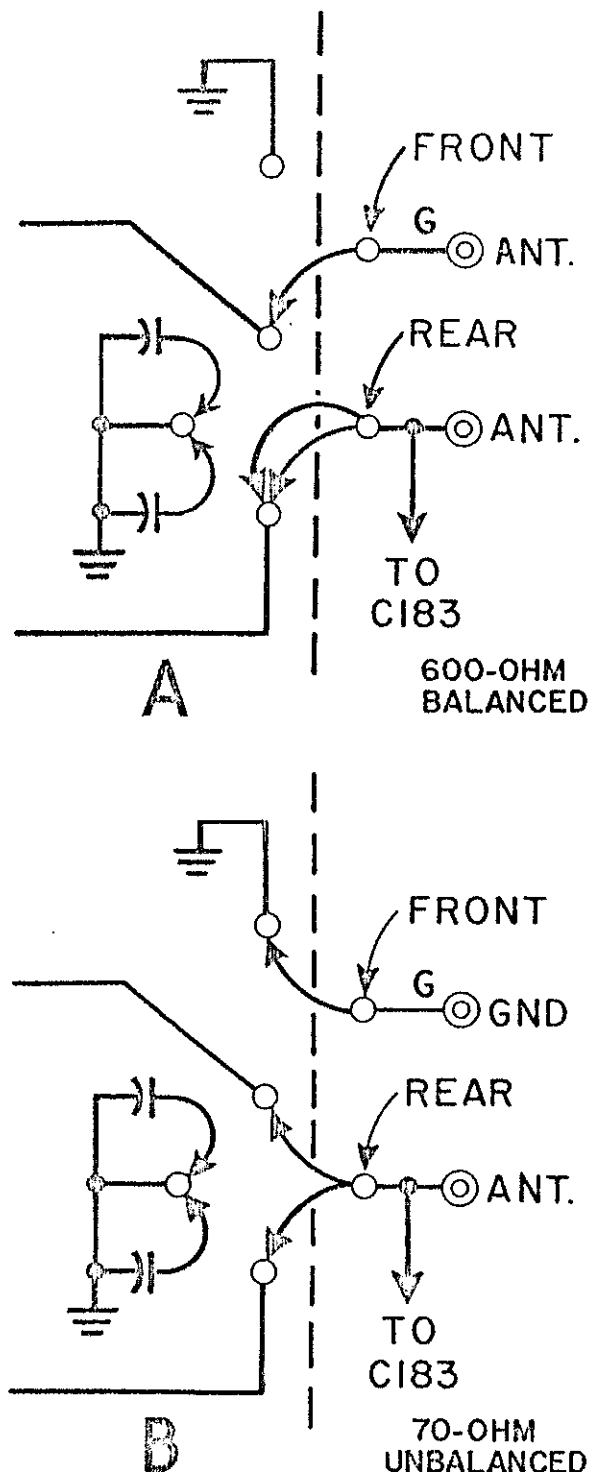 FRONT
G
ANT.
REAR
ANT.
TO
C183
600-OHM
BALANCED
A
FRONT
G
GND
REAR
ANT.
TO
C183
70-OHM
UNBALANCED
B